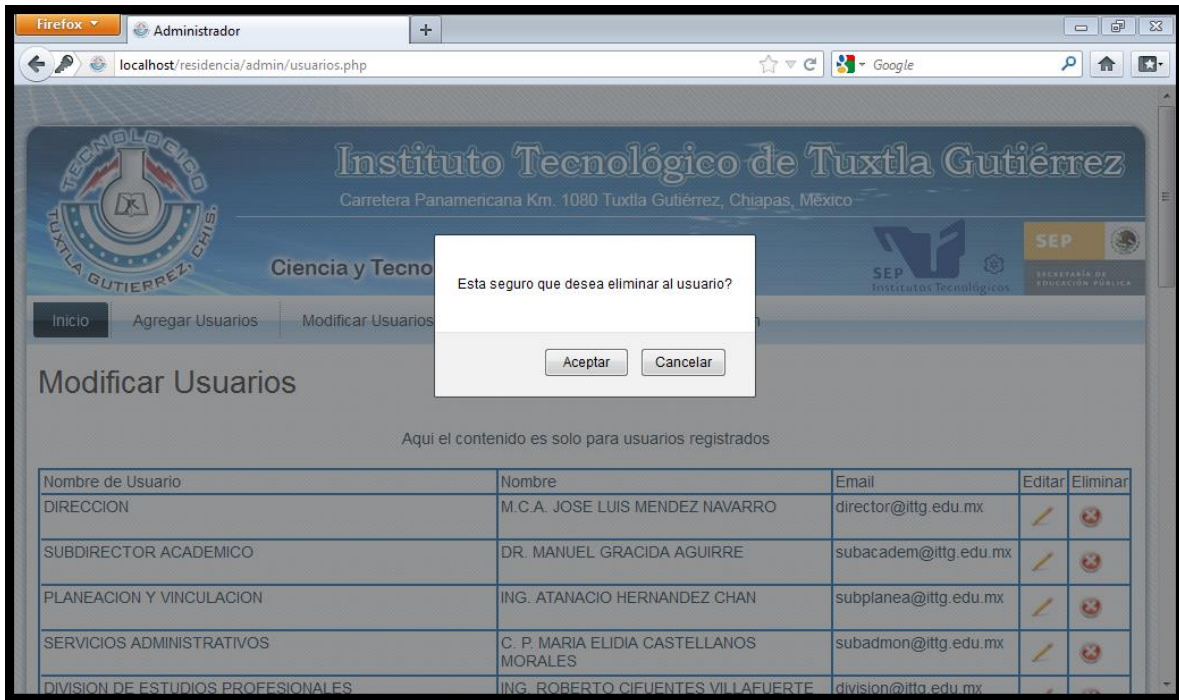 Firefox
Administrador
localhost/residencia/admin/usuarios.php
Google
TECNOLOGICO
TUXTLA GUTIERREZ, CHIS.
Instituto Tecnológico de Tuxtla Gutiérrez
Carretera Panamericana Km. 1080 Tuxtla Gutiérrez, Chiapas, México
Ciencia y Tecno
SEP
Institutos Tecnológicos
SEP
SECRETARÍA DE
EDUCACIÓN PÚBLICA
Esta seguro que desea eliminar al usuario?
Aceptar Cancelar
Inicio Agregar Usuarios Modificar Usuarios
Modificar Usuarios
Aqui el contenido es solo para usuarios registrados
Nombre de Usuario Nombre Email Editar Eliminar
DIRECCION M.C.A. JOSE LUIS MENDEZ NAVARRO director@ittg.edu.mx
SUBDIRECTOR ACADEMICO DR. MANUEL GRACIDA AGUIRRE subacadem@ittg.edu.mx
PLANEACION Y VINCULACION ING. ATANACIO HERNANDEZ CHAN subplanea@ittg.edu.mx
SERVICIOS ADMINISTRATIVOS C. P. MARIA ELIDIA CASTELLANOS subadmon@ittg.edu.mx
MORALES
DIVISION DE ESTUDIOS PROFESIONALES ING. ROBERTO CIFUENTES VILLAFUERTE division@ittg.edu.mx